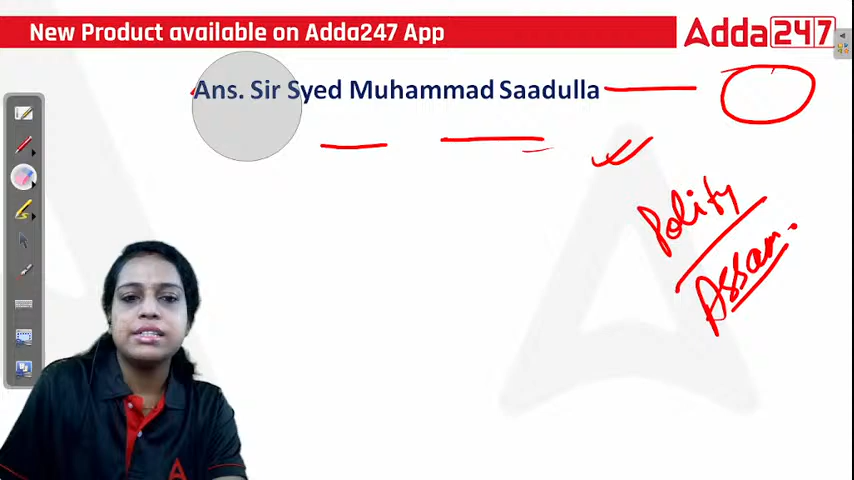 New Product available on Adda247 App
Adda247
Ans. Sir Syed Muhammad Saadulla
Polity
Assam.